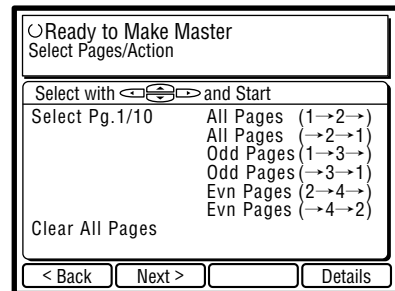 Ready to Make Master
Select Pages/Action
Select with and Start
Select Pg.1/10 All Pages (1→2→)
All Pages (→2→1)
Odd Pages(1→3→)
Odd Pages(→3→1)
Evn Pages (2→4→)
Evn Pages (→4→2)
Clear All Pages
< Back Next > Details